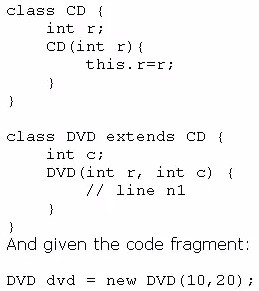 class CD {
    int r;
    CD(int r){
        this.r=r;
    }
}

class DVD extends CD {
    int c;
    DVD(int r, int c) {
        // line n1
    }
}
And given the code fragment:

DVD dvd = new DVD(10,20);